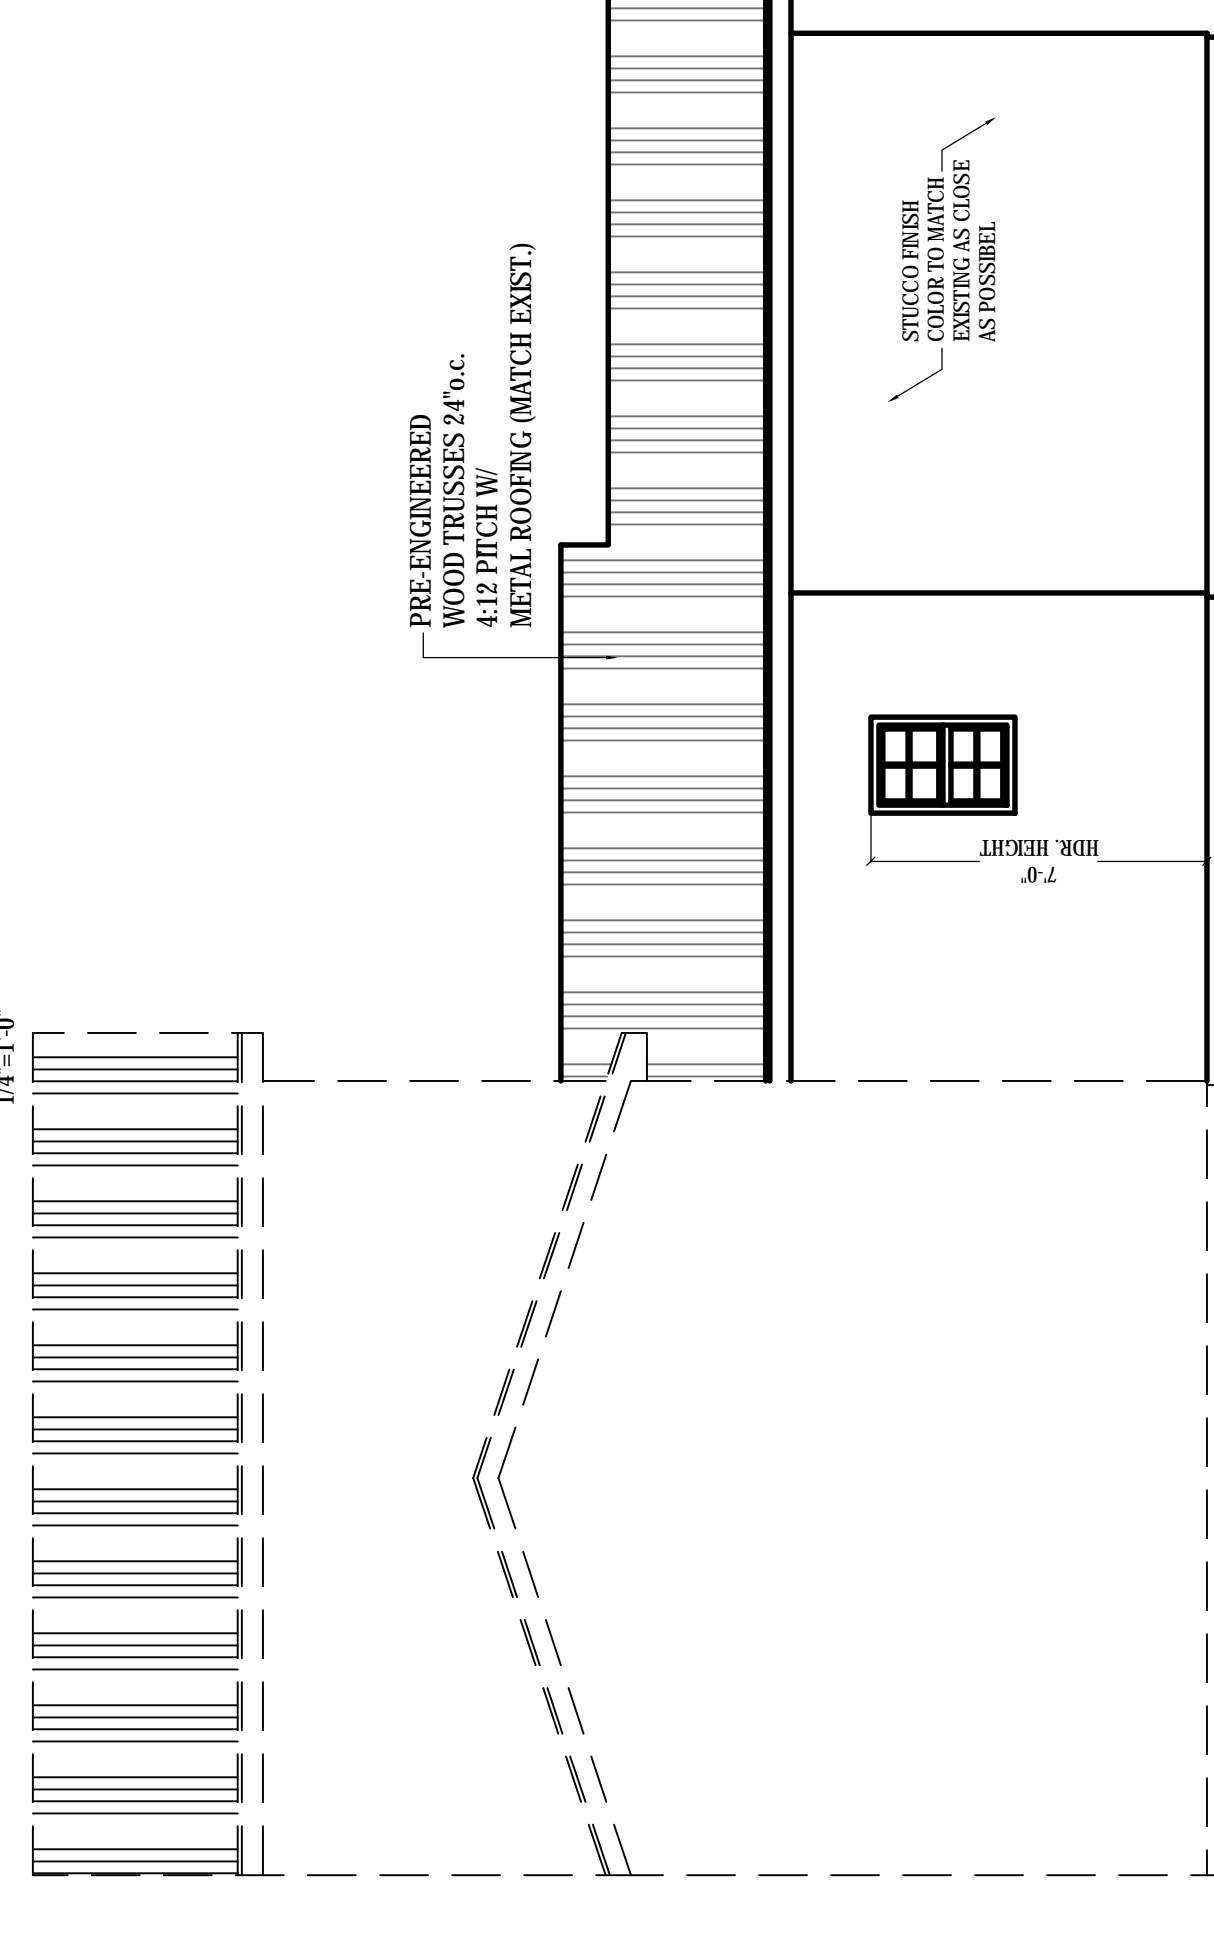 1/4"=1'-0"
PRE-ENGINEERED
WOOD TRUSSES 24"o.c.
4:12 PITCH W/
METAL ROOFING (MATCH EXIST.)
STUCCO FINISH
COLOR TO MATCH
EXISTING AS CLOSE
AS POSSIBEL
7'-0"
HDR. HEIGHT